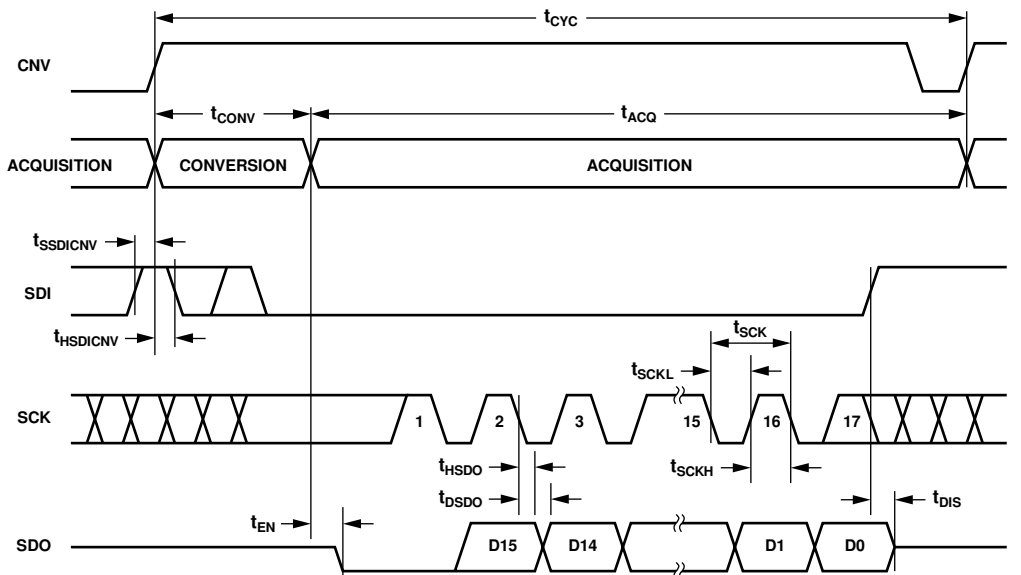 tCYC
CNV
tCONV
tACQ
ACQUISITION CONVERSION ACQUISITION
tSSDICNV
SDI
tHSDICNV
tSCK
tSCKL
SCK 1 2 3 15 16 17
tHSDO
tSCKH
tDSDO
tEN
tDIS
SDO D15 D14 D1 D0